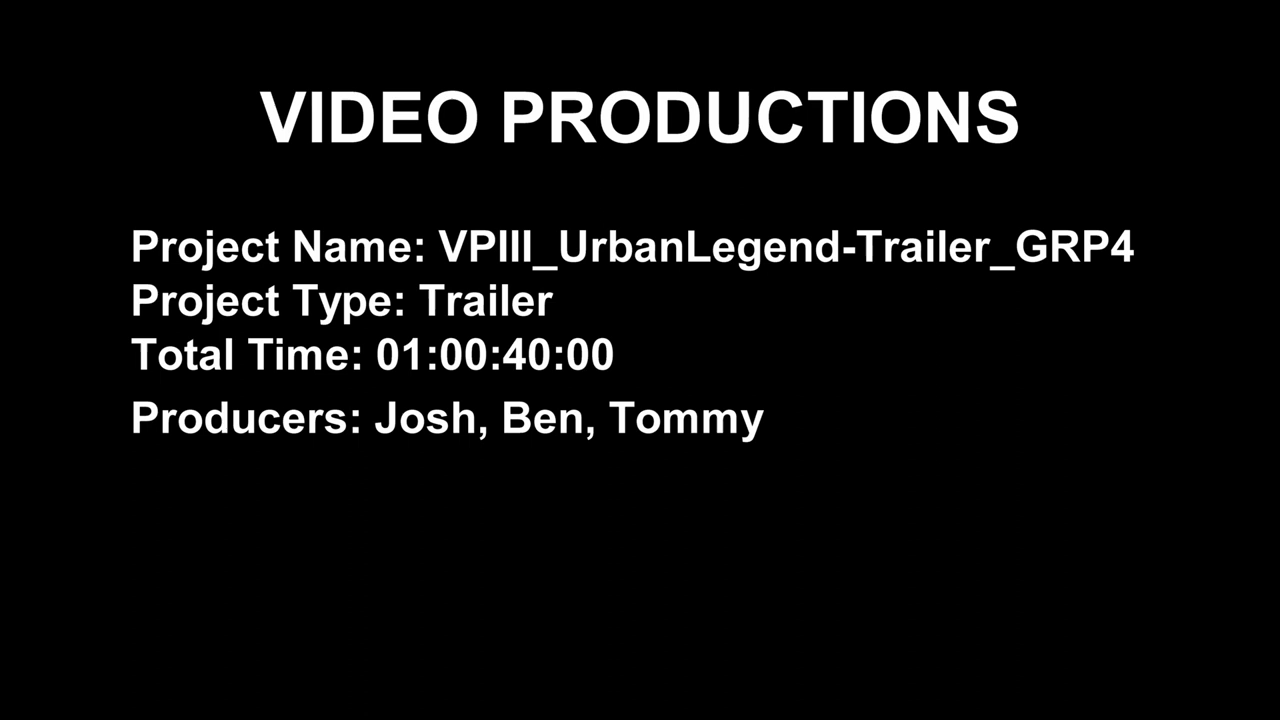 VIDEO PRODUCTIONS
Project Name: VPIII_UrbanLegend-Trailer_GRP4
Project Type: Trailer
Total Time: 01:00:40:00
Producers: Josh, Ben, Tommy